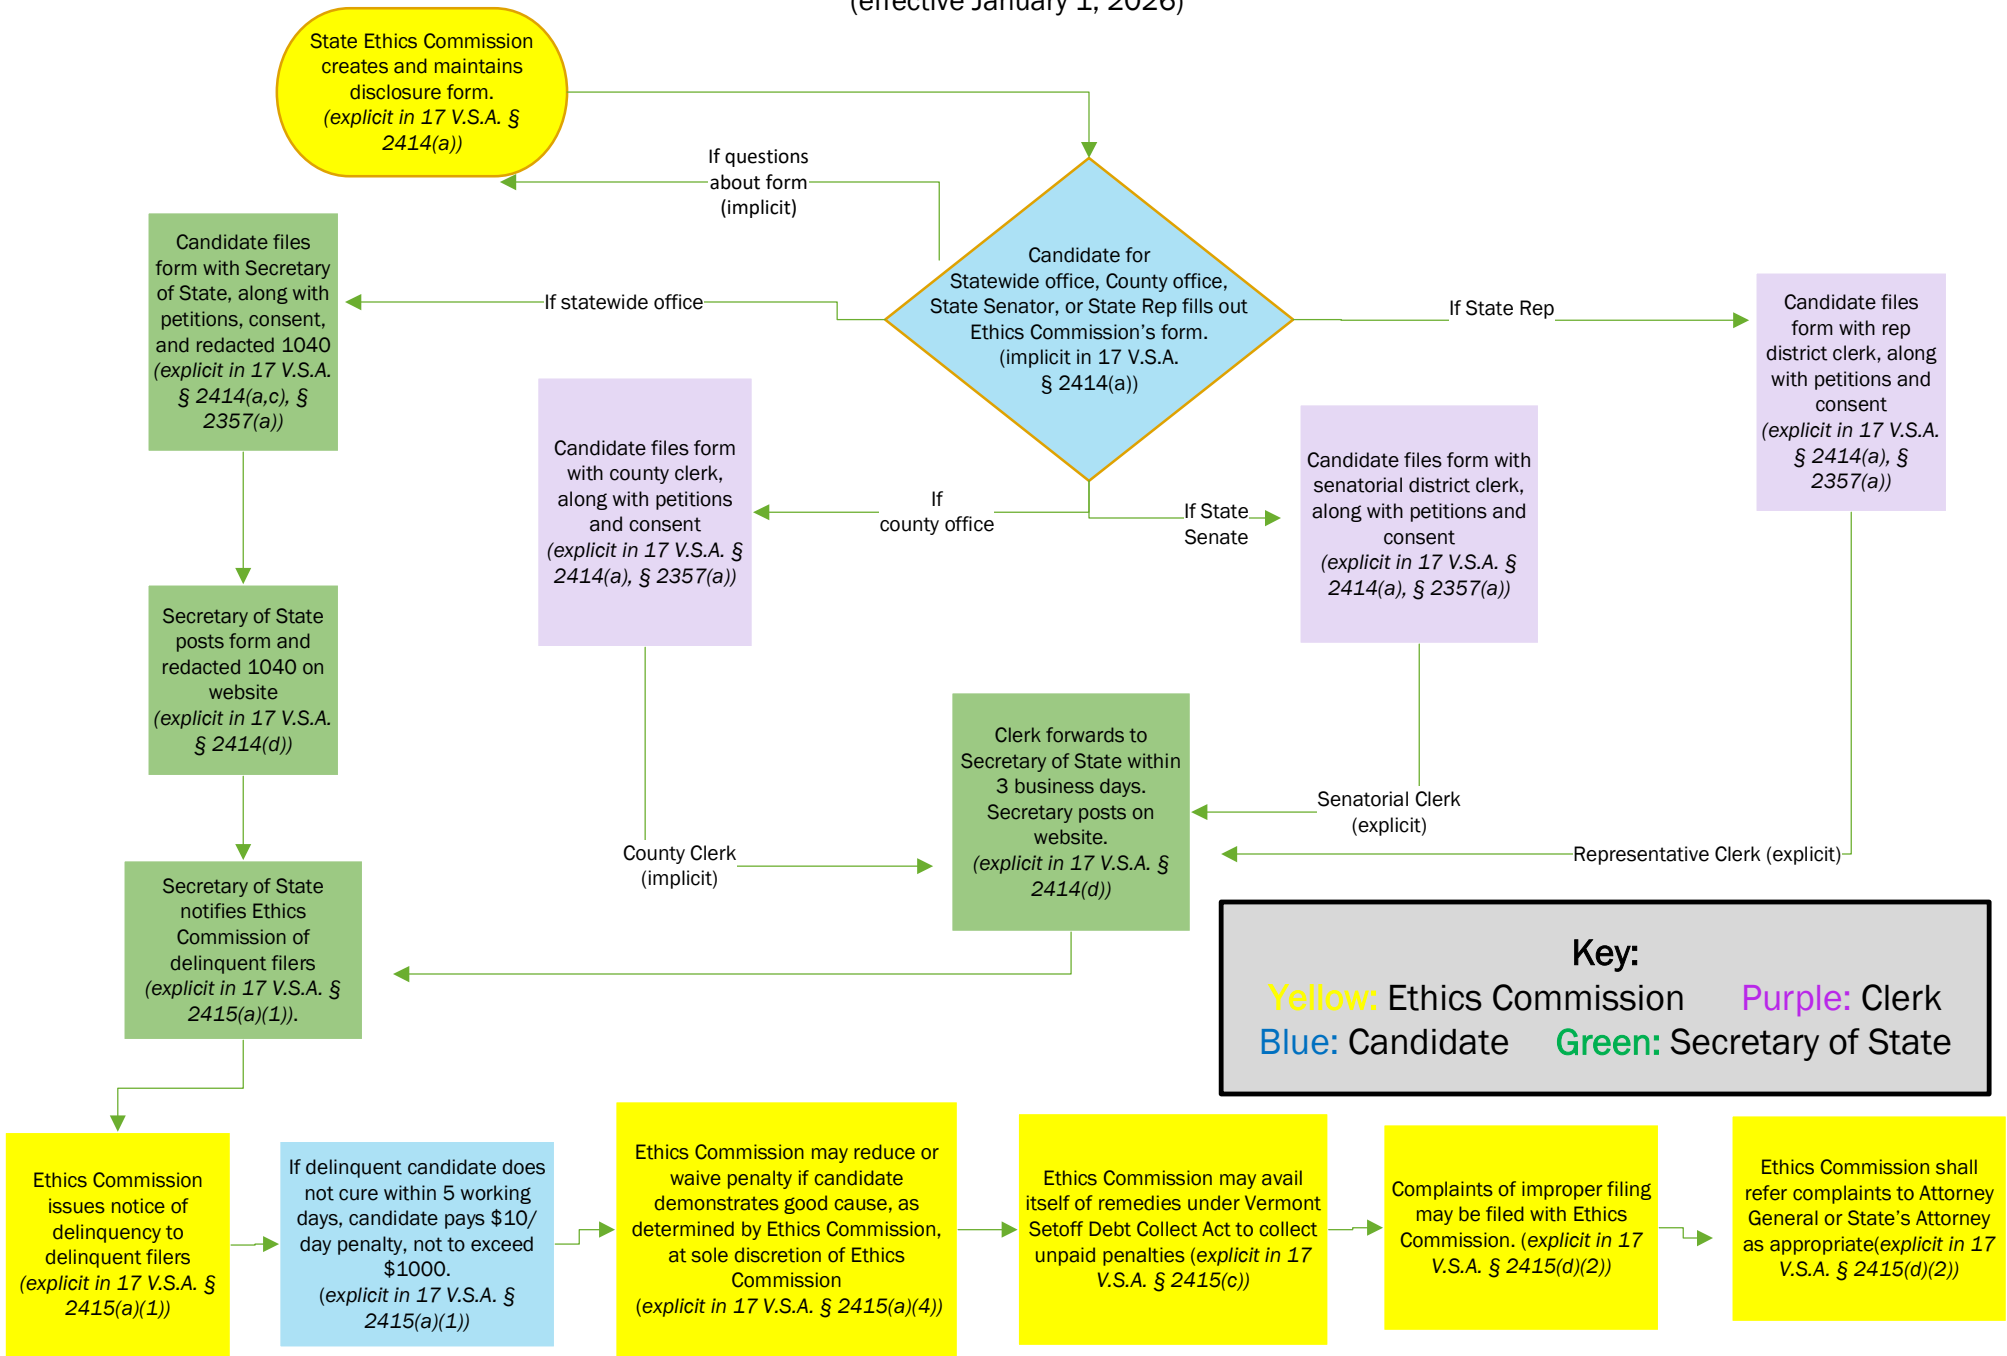 (effective January 1, 2026)
State Ethics Commission
creates and maintains
disclosure form.
(explicit in 17 V.S.A. §
2414(a))
If questions
about form
(implicit)
Candidate for
Statewide office, County office,
State Senator, or State Rep fills out
Ethics Commission’s form.
(implicit in 17 V.S.A.
§ 2414(a))
If statewide office
If State Rep
If
county office
If State
Senate
Candidate files
form with Secretary
of State, along with
petitions, consent,
and redacted 1040
(explicit in 17 V.S.A.
§ 2414(a,c), §
2357(a))
Candidate files form
with county clerk,
along with petitions
and consent
(explicit in 17 V.S.A. §
2414(a), § 2357(a))
Candidate files form with
senatorial district clerk,
along with petitions and
consent
(explicit in 17 V.S.A. §
2414(a), § 2357(a))
Candidate files
form with rep
district clerk, along
with petitions and
consent
(explicit in 17 V.S.A.
§ 2414(a), §
2357(a))
Secretary of State
posts form and
redacted 1040 on
website
(explicit in 17 V.S.A.
§ 2414(d))
Clerk forwards to
Secretary of State within
3 business days.
Secretary posts on
website.
(explicit in 17 V.S.A. §
2414(d))
County Clerk
(implicit)
Senatorial Clerk
(explicit)
Representative Clerk (explicit)
Secretary of State
notifies Ethics
Commission of
delinquent filers
(explicit in 17 V.S.A. §
2415(a)(1)).
Key:
Yellow: Ethics Commission Purple: Clerk
Blue: Candidate Green: Secretary of State
Ethics Commission
issues notice of
delinquency to
delinquent filers
(explicit in 17 V.S.A. §
2415(a)(1))
If delinquent candidate does
not cure within 5 working
days, candidate pays $10/
day penalty, not to exceed
$1000.
(explicit in 17 V.S.A. §
2415(a)(1))
Ethics Commission may reduce or
waive penalty if candidate
demonstrates good cause, as
determined by Ethics Commission,
at sole discretion of Ethics
Commission
(explicit in 17 V.S.A. § 2415(a)(4))
Ethics Commission may avail
itself of remedies under Vermont
Setoff Debt Collect Act to collect
unpaid penalties (explicit in 17
V.S.A. § 2415(c))
Complaints of improper filing
may be filed with Ethics
Commission. (explicit in 17
V.S.A. § 2415(d)(2))
Ethics Commission shall
refer complaints to Attorney
General or State’s Attorney
as appropriate(explicit in 17
V.S.A. § 2415(d)(2))